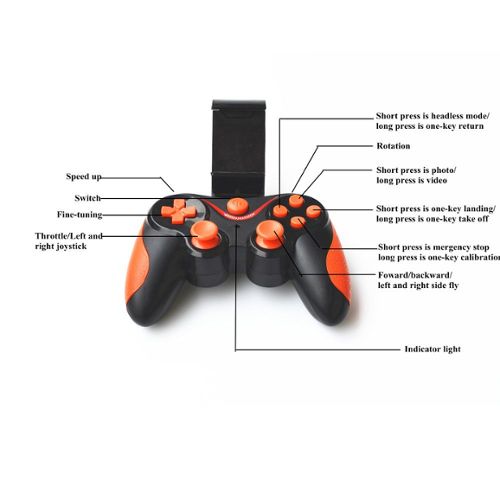 Short press is headless mode/
long press is one-key return
Rotation
Speed up
Short press is photo/
long press is video
Switch
Fine-tuning
Short press is one-key landing/
long press is one-key take off
Throttle/Left and
right joystick
Short press is mergency stop
long press is one-key calibration
Foward/backward/
left and right side fly
Indicator light